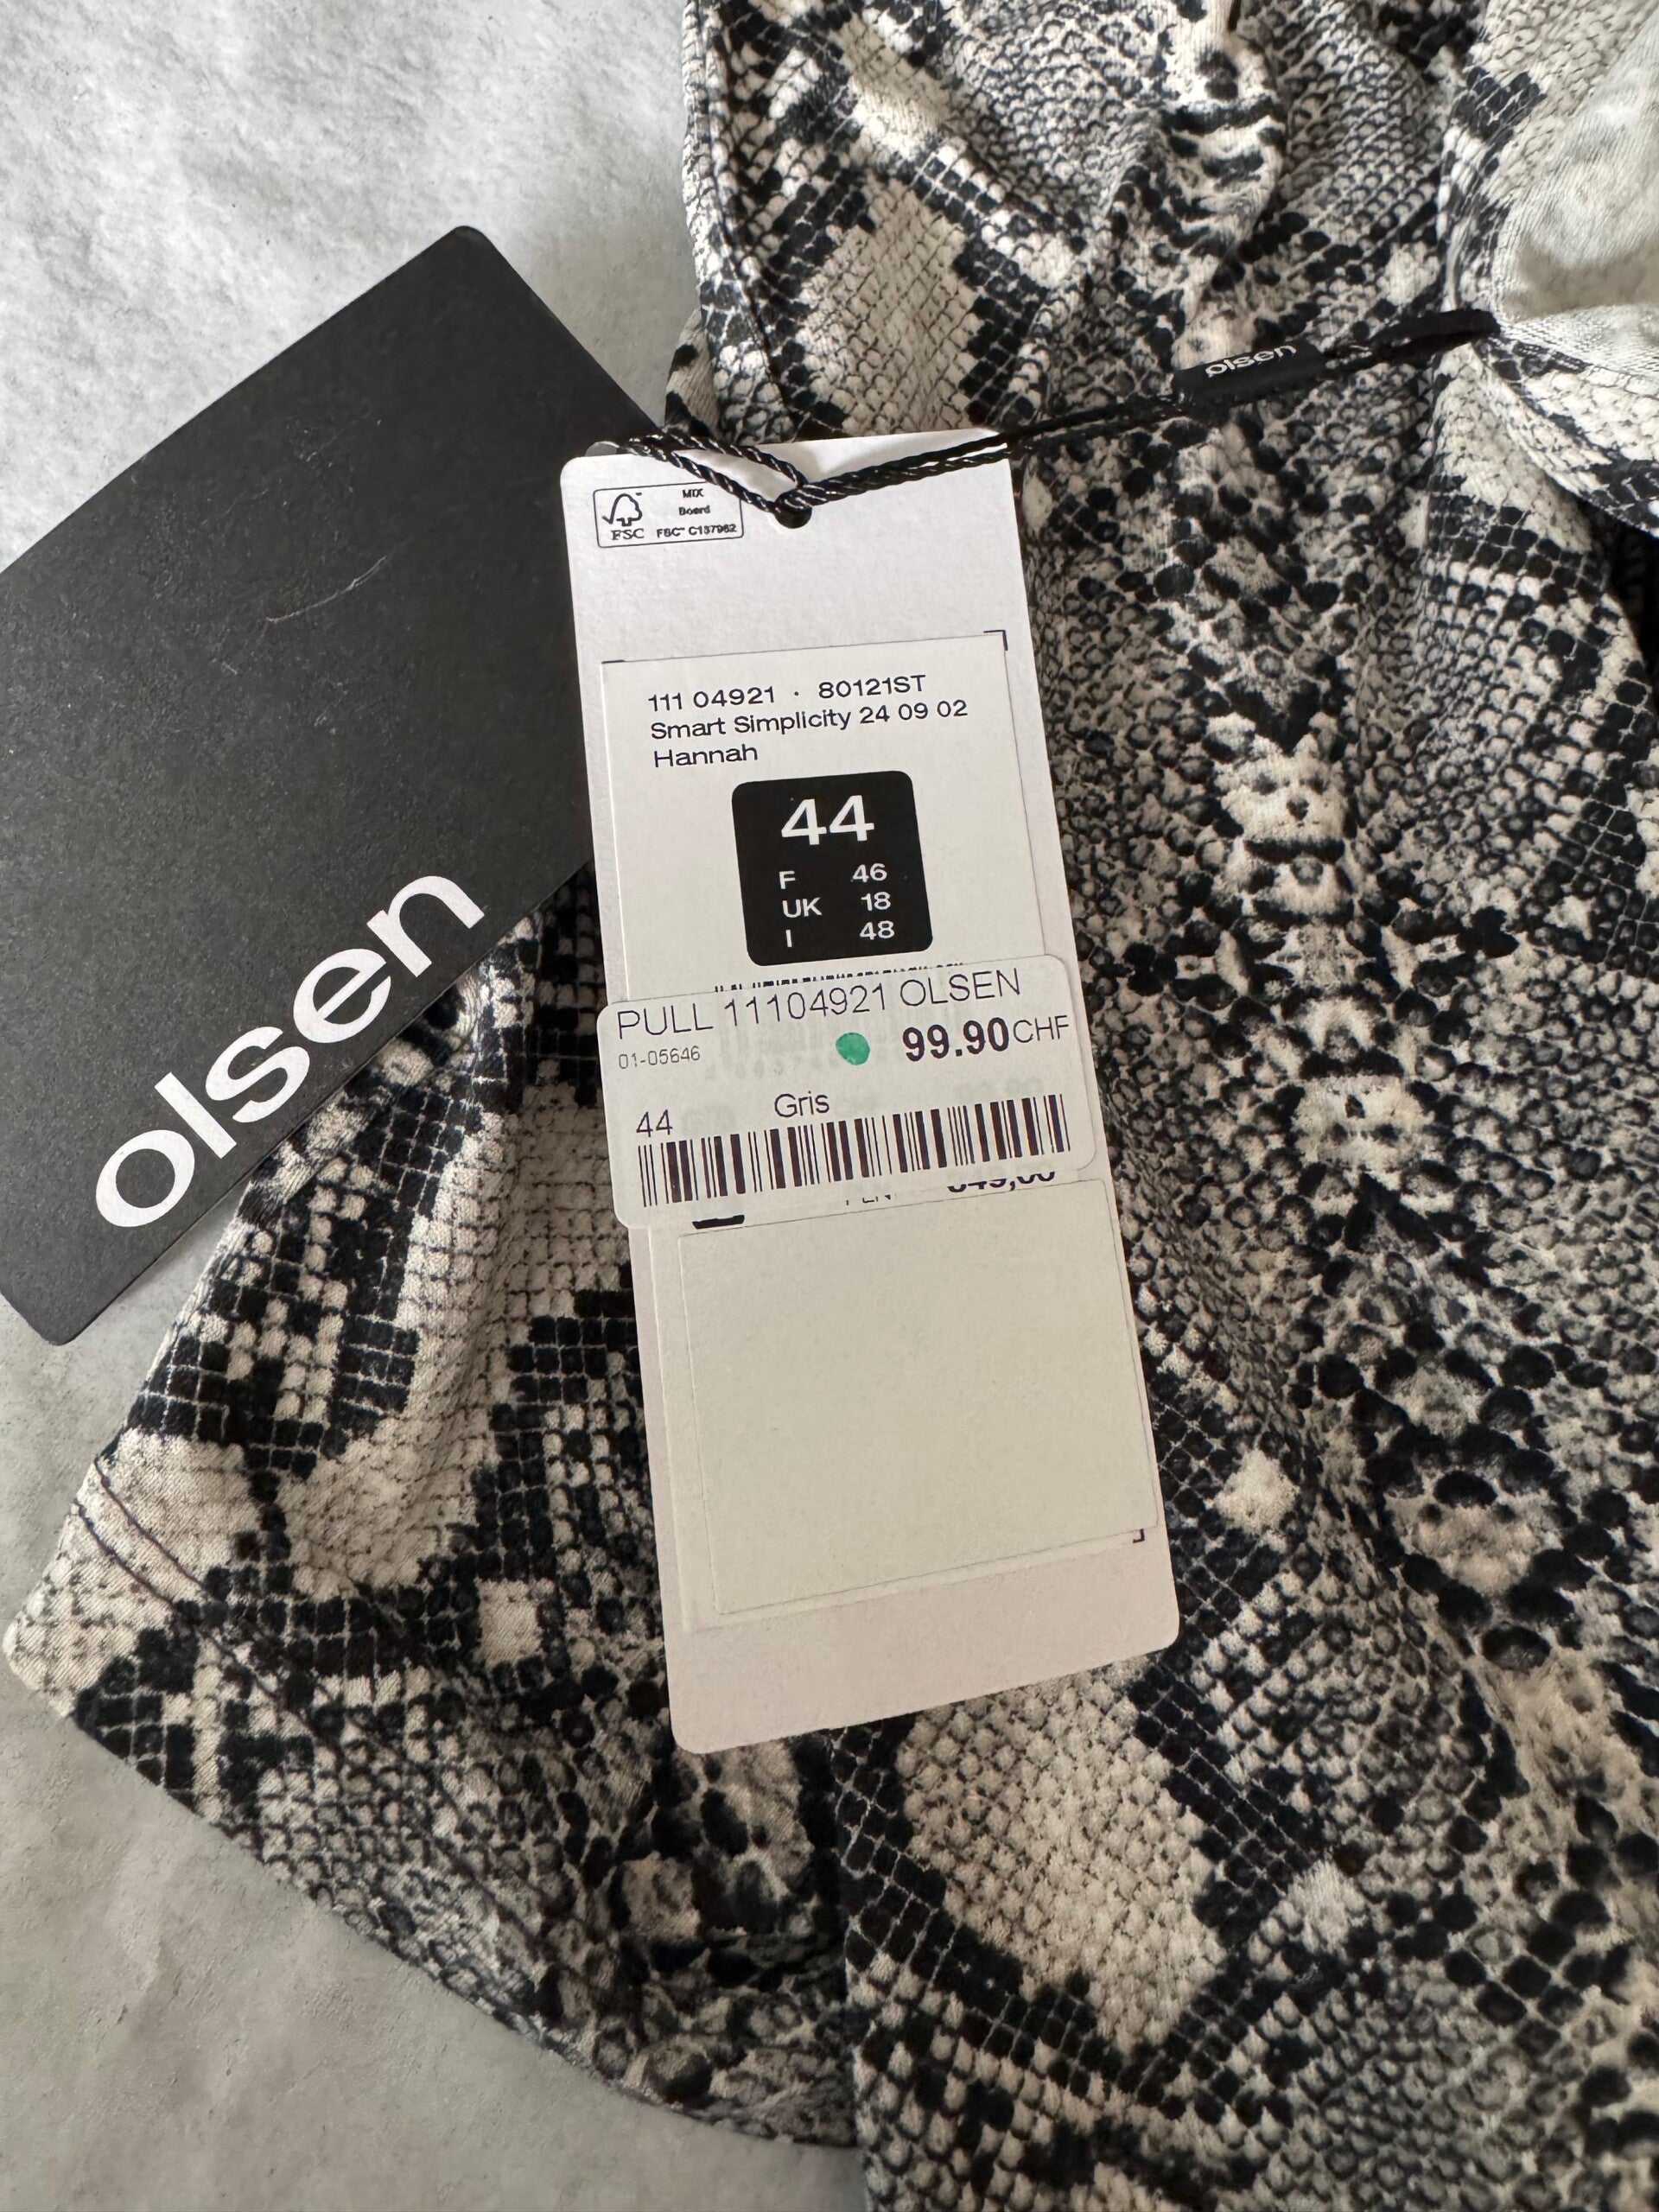 olsen
MIX
Board
FSC FSC™ C137962
111 04921 · 80121ST
Smart Simplicity 24 09 02
Hannah
44
F 46
UK 18
I 48
PULL 11104921 OLSEN
01-05646 99.90CHF
44 Gris
olsen